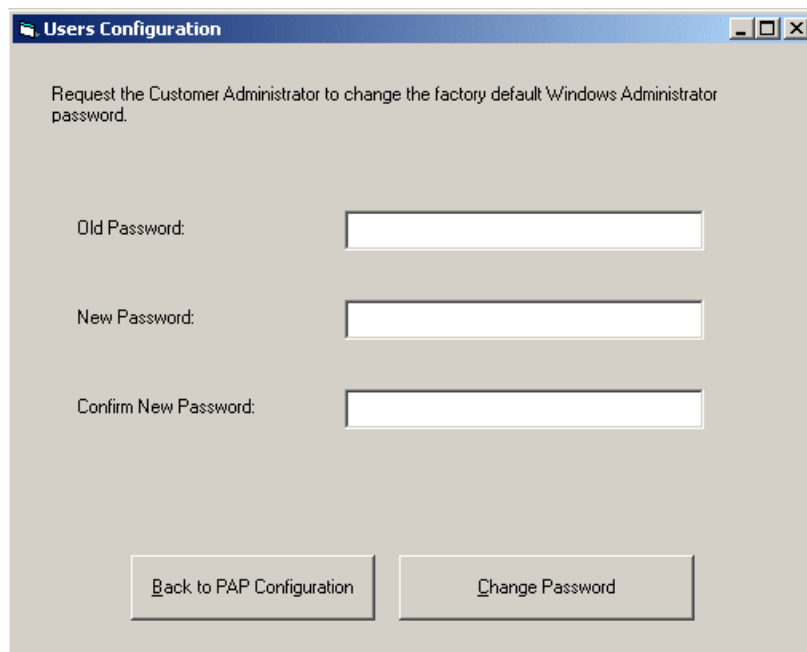 Users Configuration
Request the Customer Administrator to change the factory default Windows Administrator
password.
Old Password:
New Password:
Confirm New Password:
Back to PAP Configuration
Change Password